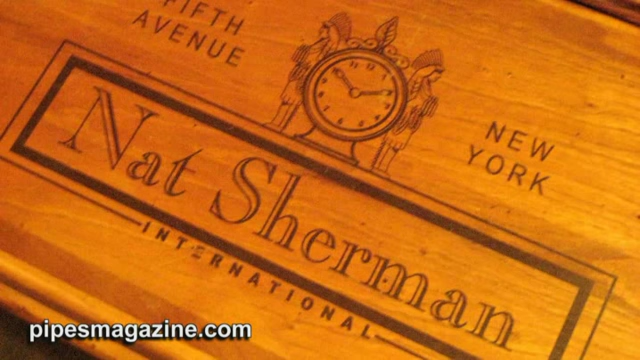 FIFTH
AVENUE
NEW
YORK
Nat Sherman
INTERNATIONAL
pipesmagazine.com